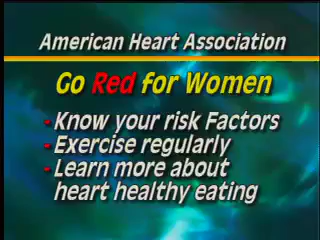 American Heart Association
Go Red for Women
- Know your risk Factors
- Exercise regularly
- Learn more about
heart healthy eating